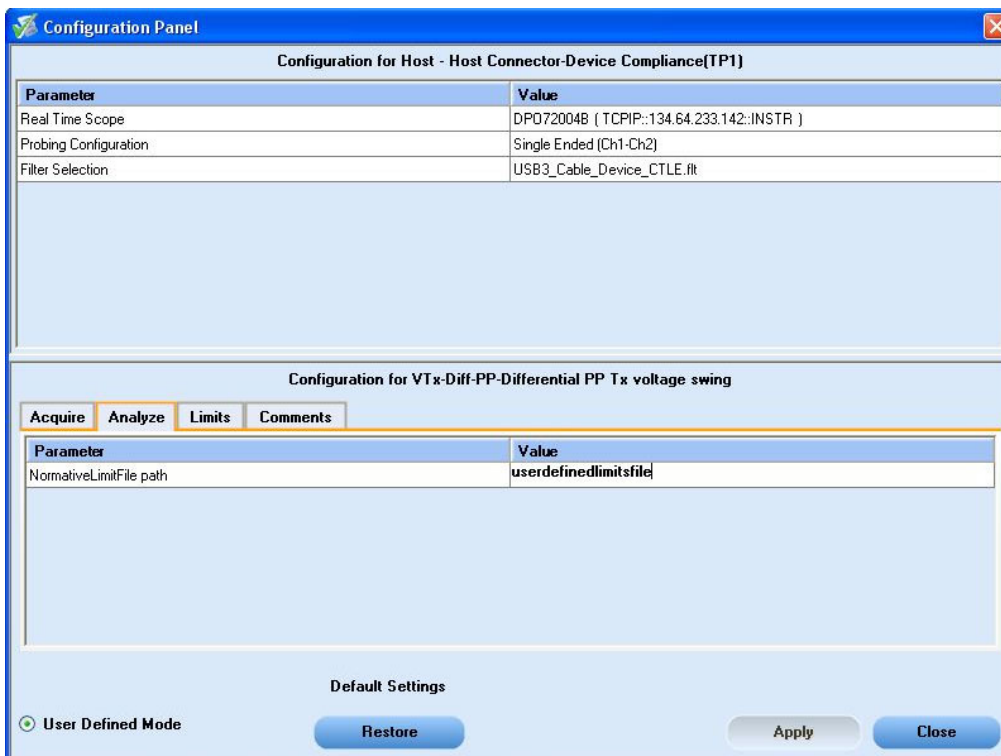 Configuration Panel
Configuration for Host - Host Connector-Device Compliance(TP1)
Parameter Value
Real Time Scope DPO72004B ( TCPIP::134.64.233.142::INSTR )
Probing Configuration Single Ended (Ch1-Ch2)
Filter Selection USB3_Cable_Device_CTLE.flt
Configuration for VTx-Diff-PP-Differential PP Tx voltage swing
Acquire Analyze Limits Comments
Parameter Value
NormativeLimitFile path userdefinedlimitsfile
Default Settings
User Defined Mode Restore Apply Close